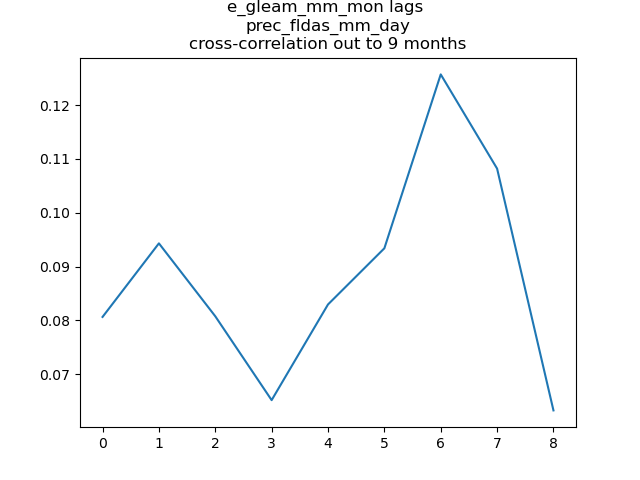 e_gleam_mm_mon lags
prec_fldas_mm_day
cross-correlation out to 9 months
0.12
0.11
0.10
0.09
0.08
0.07
0 1 2 3 4 5 6 7 8